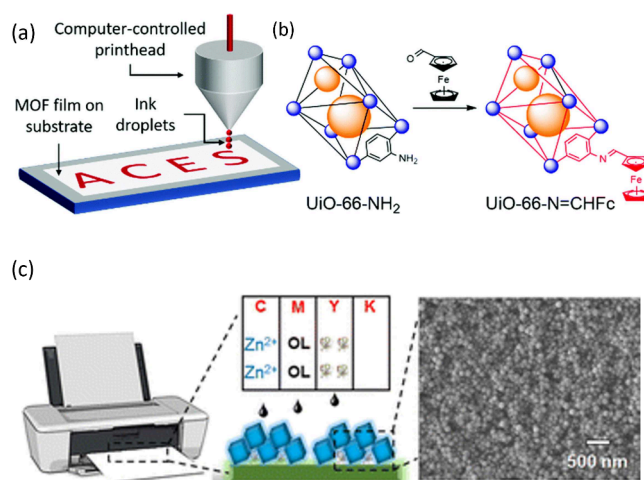 (a)
Computer-controlled
printhead
MOF film on
substrate
Ink
droplets
ACES
(b)
O
Fe
NH2
UiO-66-NH2
N
Fe
UiO-66-N=CHFc
(c)
C M Y K
Zn2+ OL
Zn2+ OL
500 nm